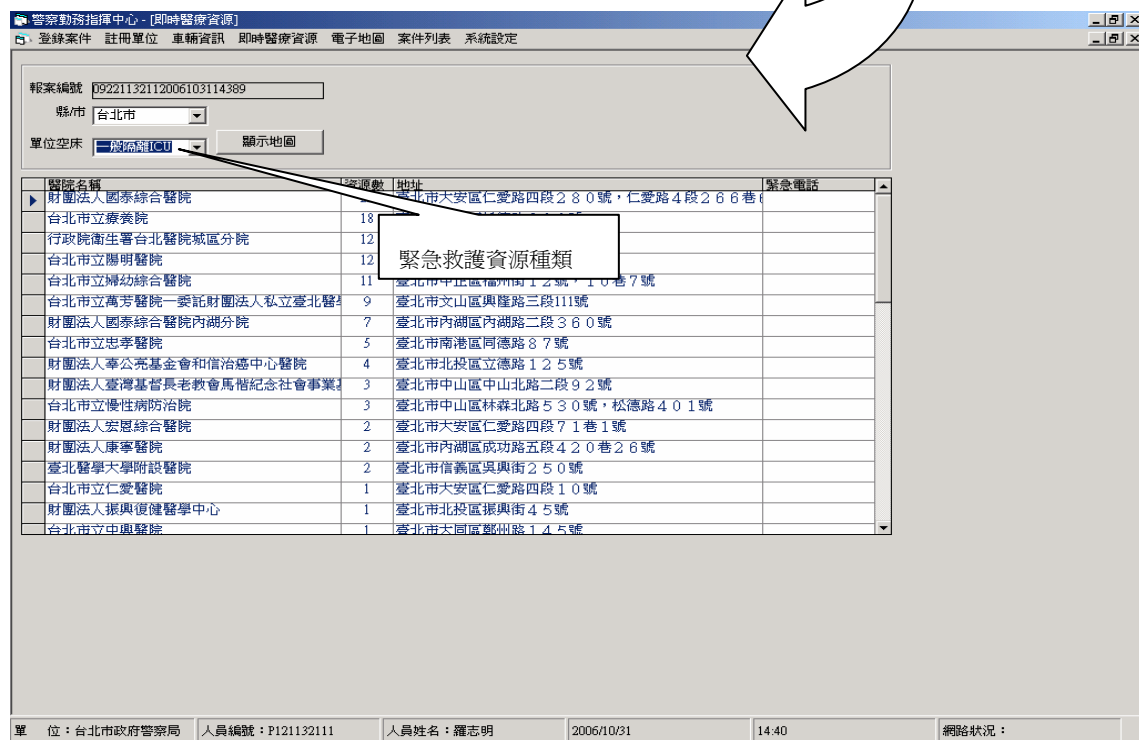 警察勤務指揮中心 - [即時醫療資源]
登錄案件 註冊單位 車輛資訊 即時醫療資源 電子地圖 案件列表 系統設定
報案編號 09221132112006103114389
縣/市 台北市
單位空床 一般隔離ICU 顯示地圖
醫院名稱 資源數 地址 緊急電話
財團法人國泰綜合醫院 臺北市大安區仁愛路四段２８０號，仁愛路４段２６６巷
台北市立療養院 18
行政院衛生署台北醫院城區分院 12
台北市立陽明醫院 12
緊急救護資源種類
台北市立婦幼綜合醫院 11 臺北市中正區福州街１２號，１０巷７號
台北市立萬芳醫院─委託財團法人私立臺北醫 9 臺北市文山區興隆路三段111號
財團法人國泰綜合醫院內湖分院 7 臺北市內湖區內湖路二段３６０號
台北市立忠孝醫院 5 臺北市南港區同德路８７號
財團法人辜公亮基金會和信治癌中心醫院 4 臺北市北投區立德路１２５號
財團法人臺灣基督長老教會馬偕紀念社會事業 3 臺北市中山區中山北路二段９２號
台北市立慢性病防治院 3 臺北市中山區林森北路５３０號，松德路４０１號
財團法人宏恩綜合醫院 2 臺北市大安區仁愛路四段７１巷１號
財團法人康寧醫院 2 臺北市內湖區成功路五段４２０巷２６號
臺北醫學大學附設醫院 2 臺北市信義區吳興街２５０號
台北市立仁愛醫院 1 臺北市大安區仁愛路四段１０號
財團法人振興復健醫學中心 1 臺北市北投區振興街４５號
台北市立中興醫院 1 臺北市大同區鄭州路１４５號
單 位：台北市政府警察局 人員編號：P121132111 人員姓名：羅志明 2006/10/31 14:40 網路狀況：